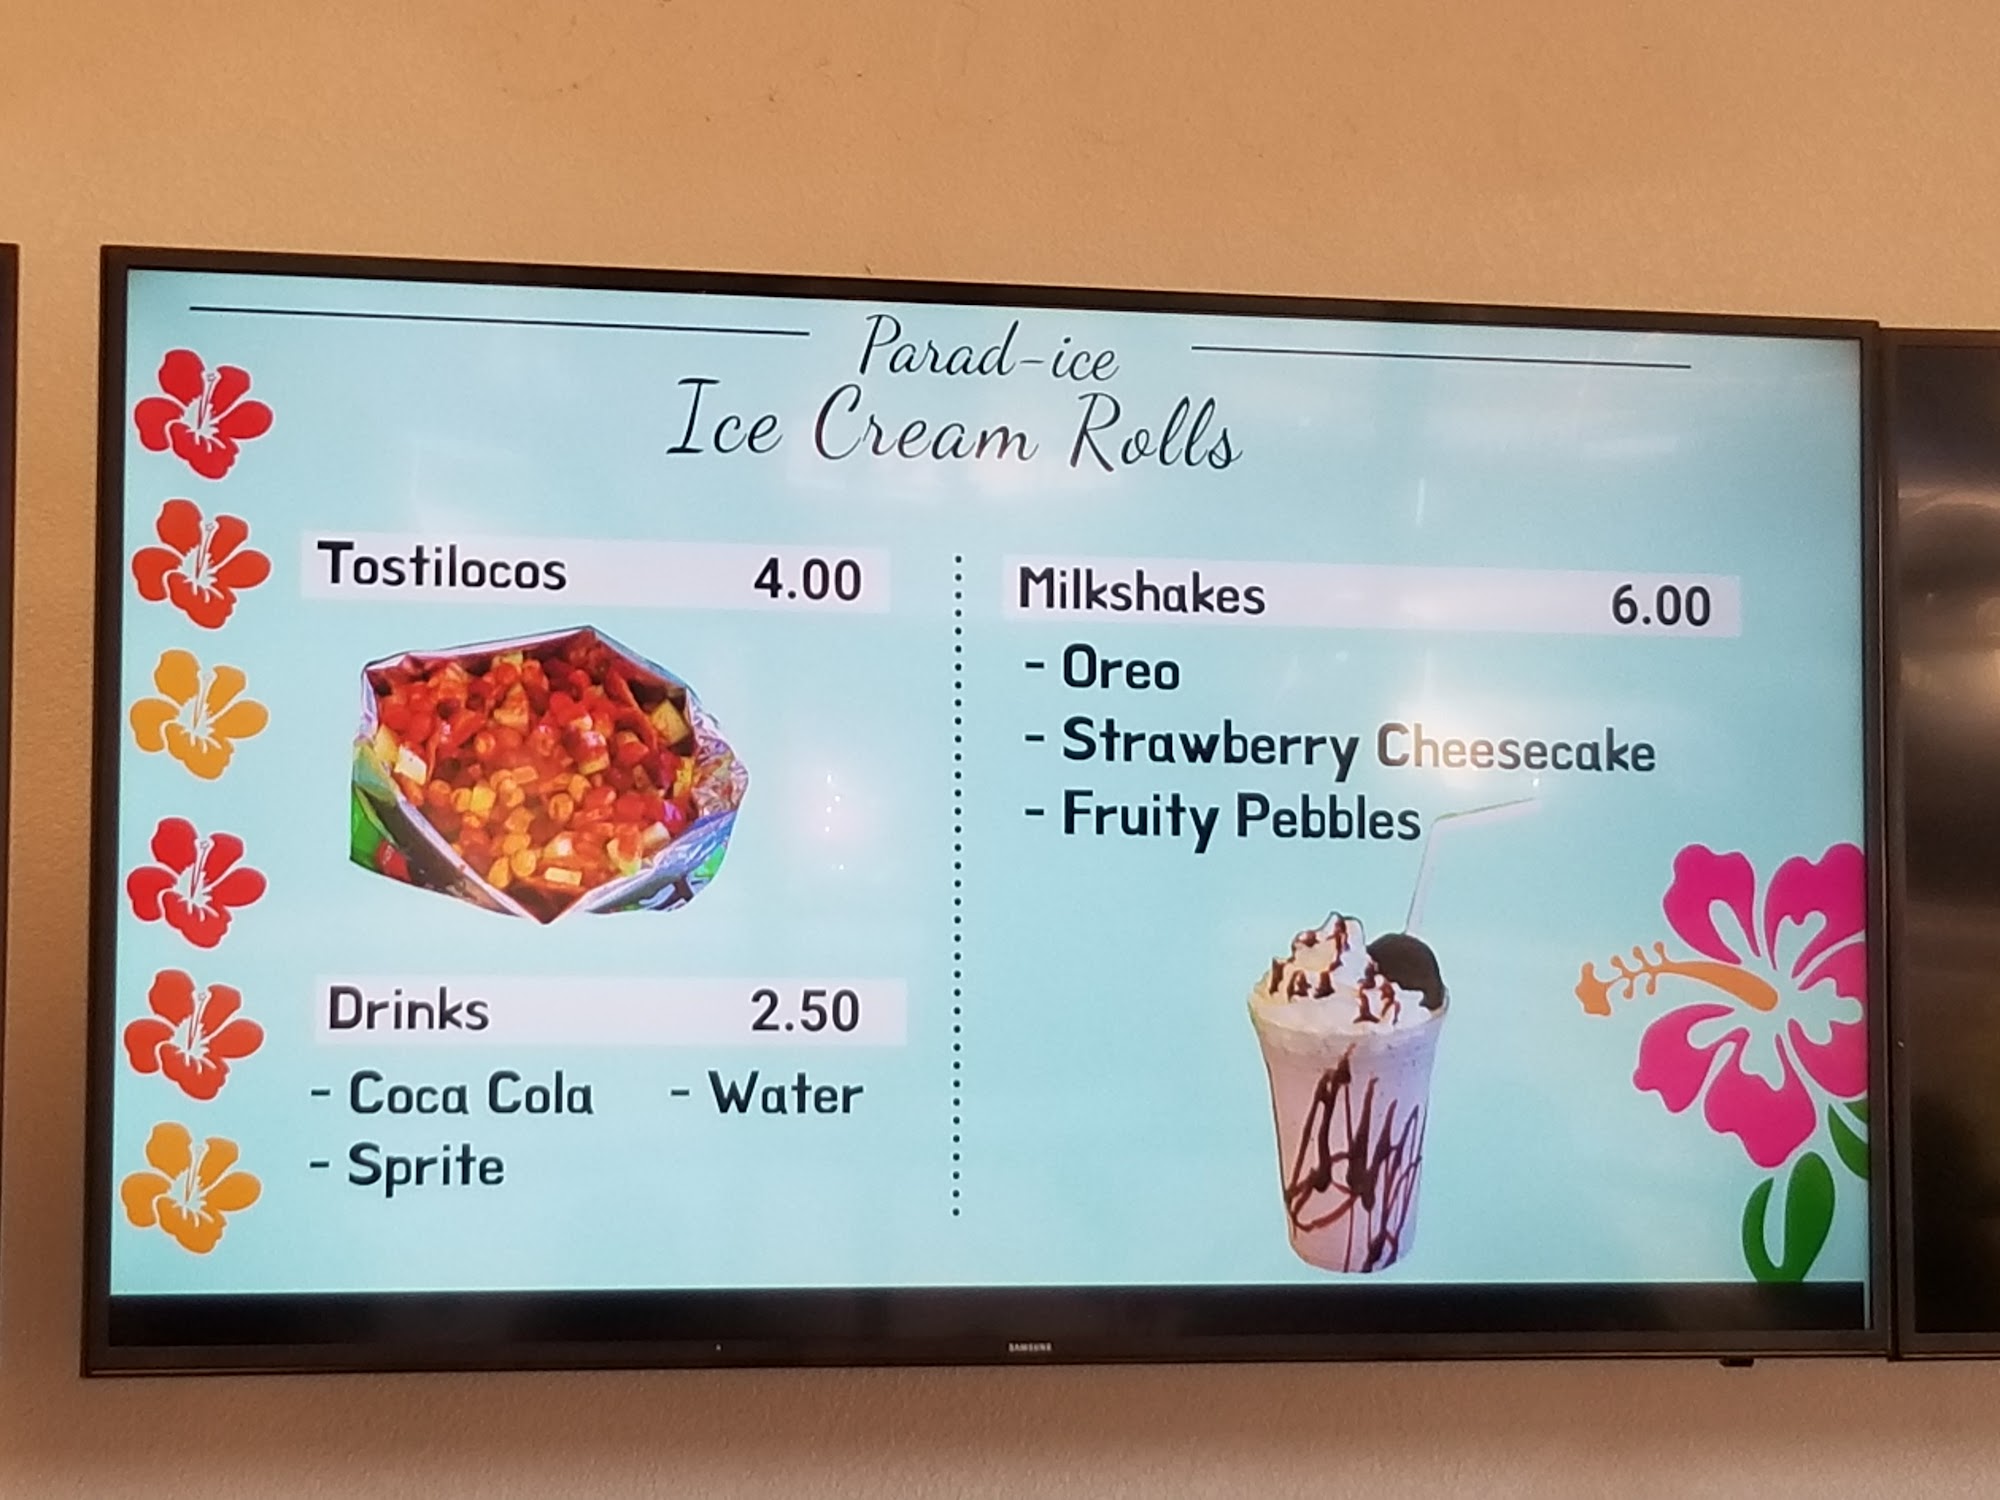 Parad-ice
Ice Cream Rolls
Tostilocos 4.00
Drinks 2.50
- Coca Cola - Water
- Sprite
Milkshakes 6.00
- Oreo
- Strawberry Cheesecake
- Fruity Pebbles
SAMSUNG